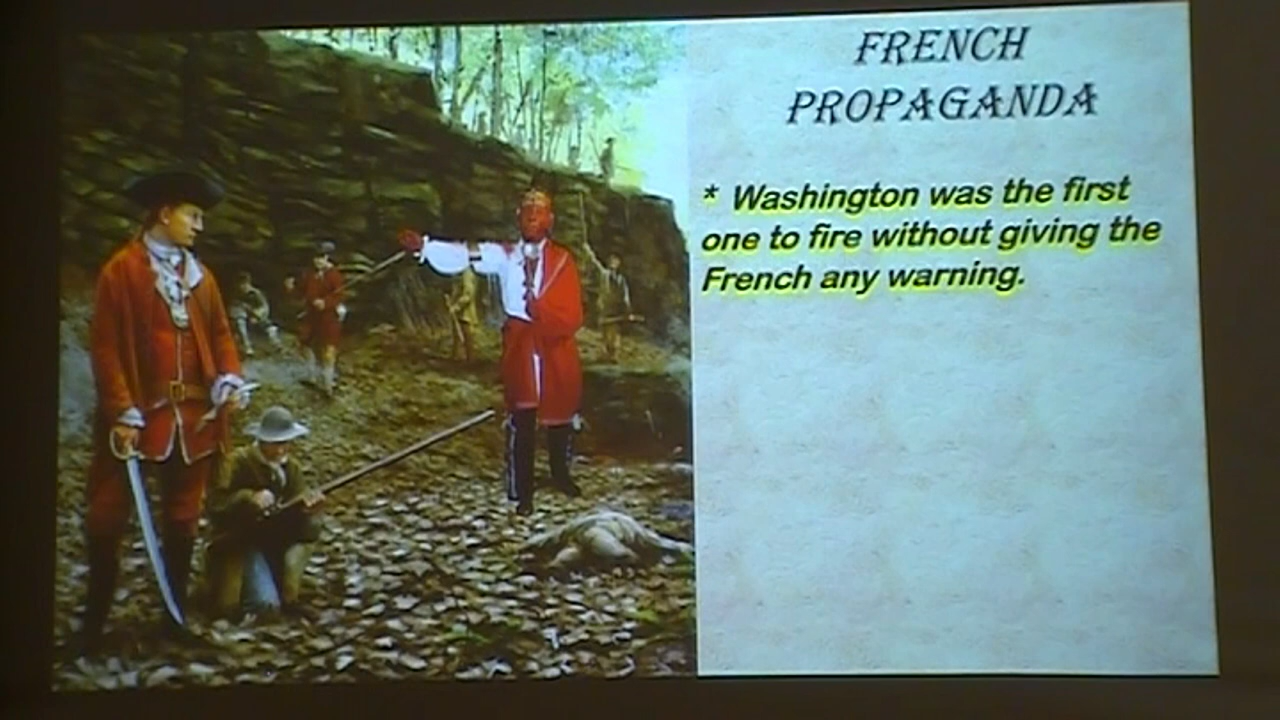 FRENCH
PROPAGANDA
* Washington was the first
one to fire without giving the
French any warning.